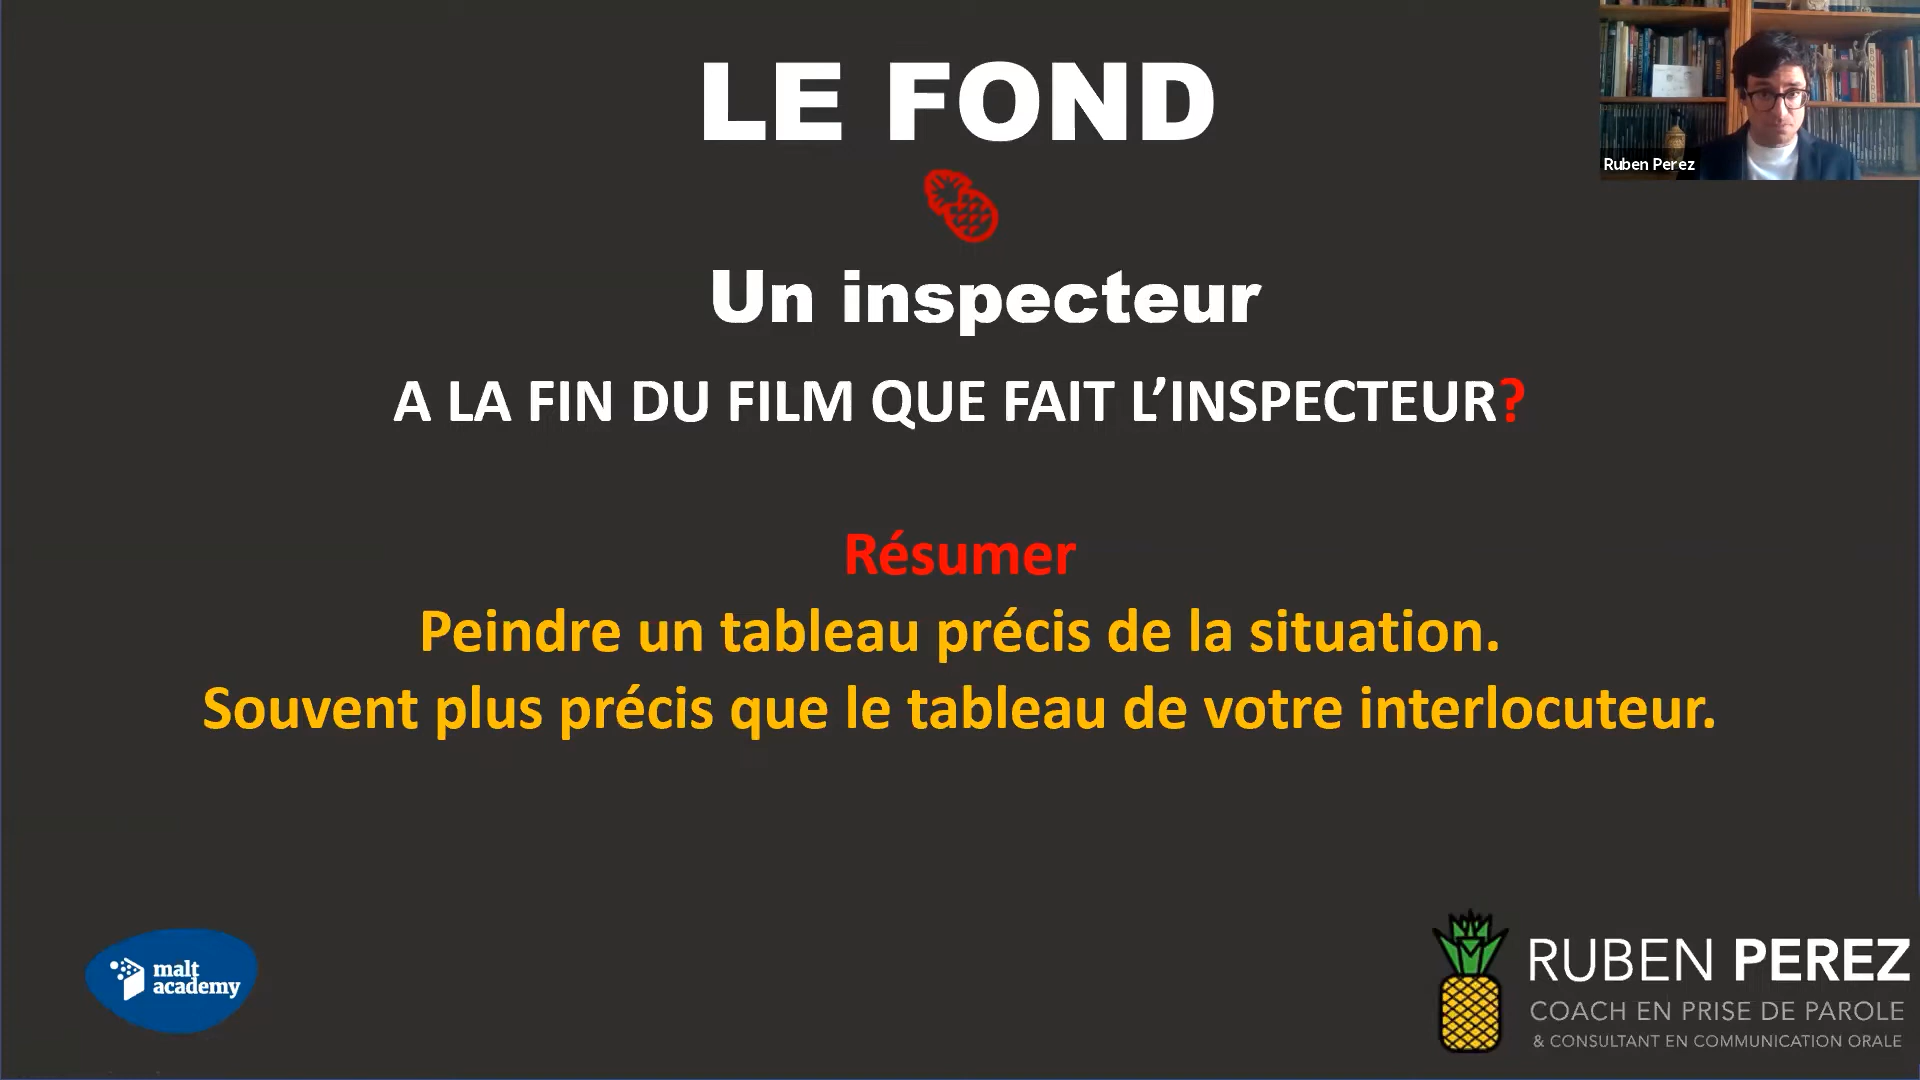 LE FOND
Ruben Perez
Un inspecteur
A LA FIN DU FILM QUE FAIT L’INSPECTEUR?
Résumer
Peindre un tableau précis de la situation.
Souvent plus précis que le tableau de votre interlocuteur.
malt
academy
RUBEN PEREZ
COACH EN PRISE DE PAROLE
& CONSULTANT EN COMMUNICATION ORALE